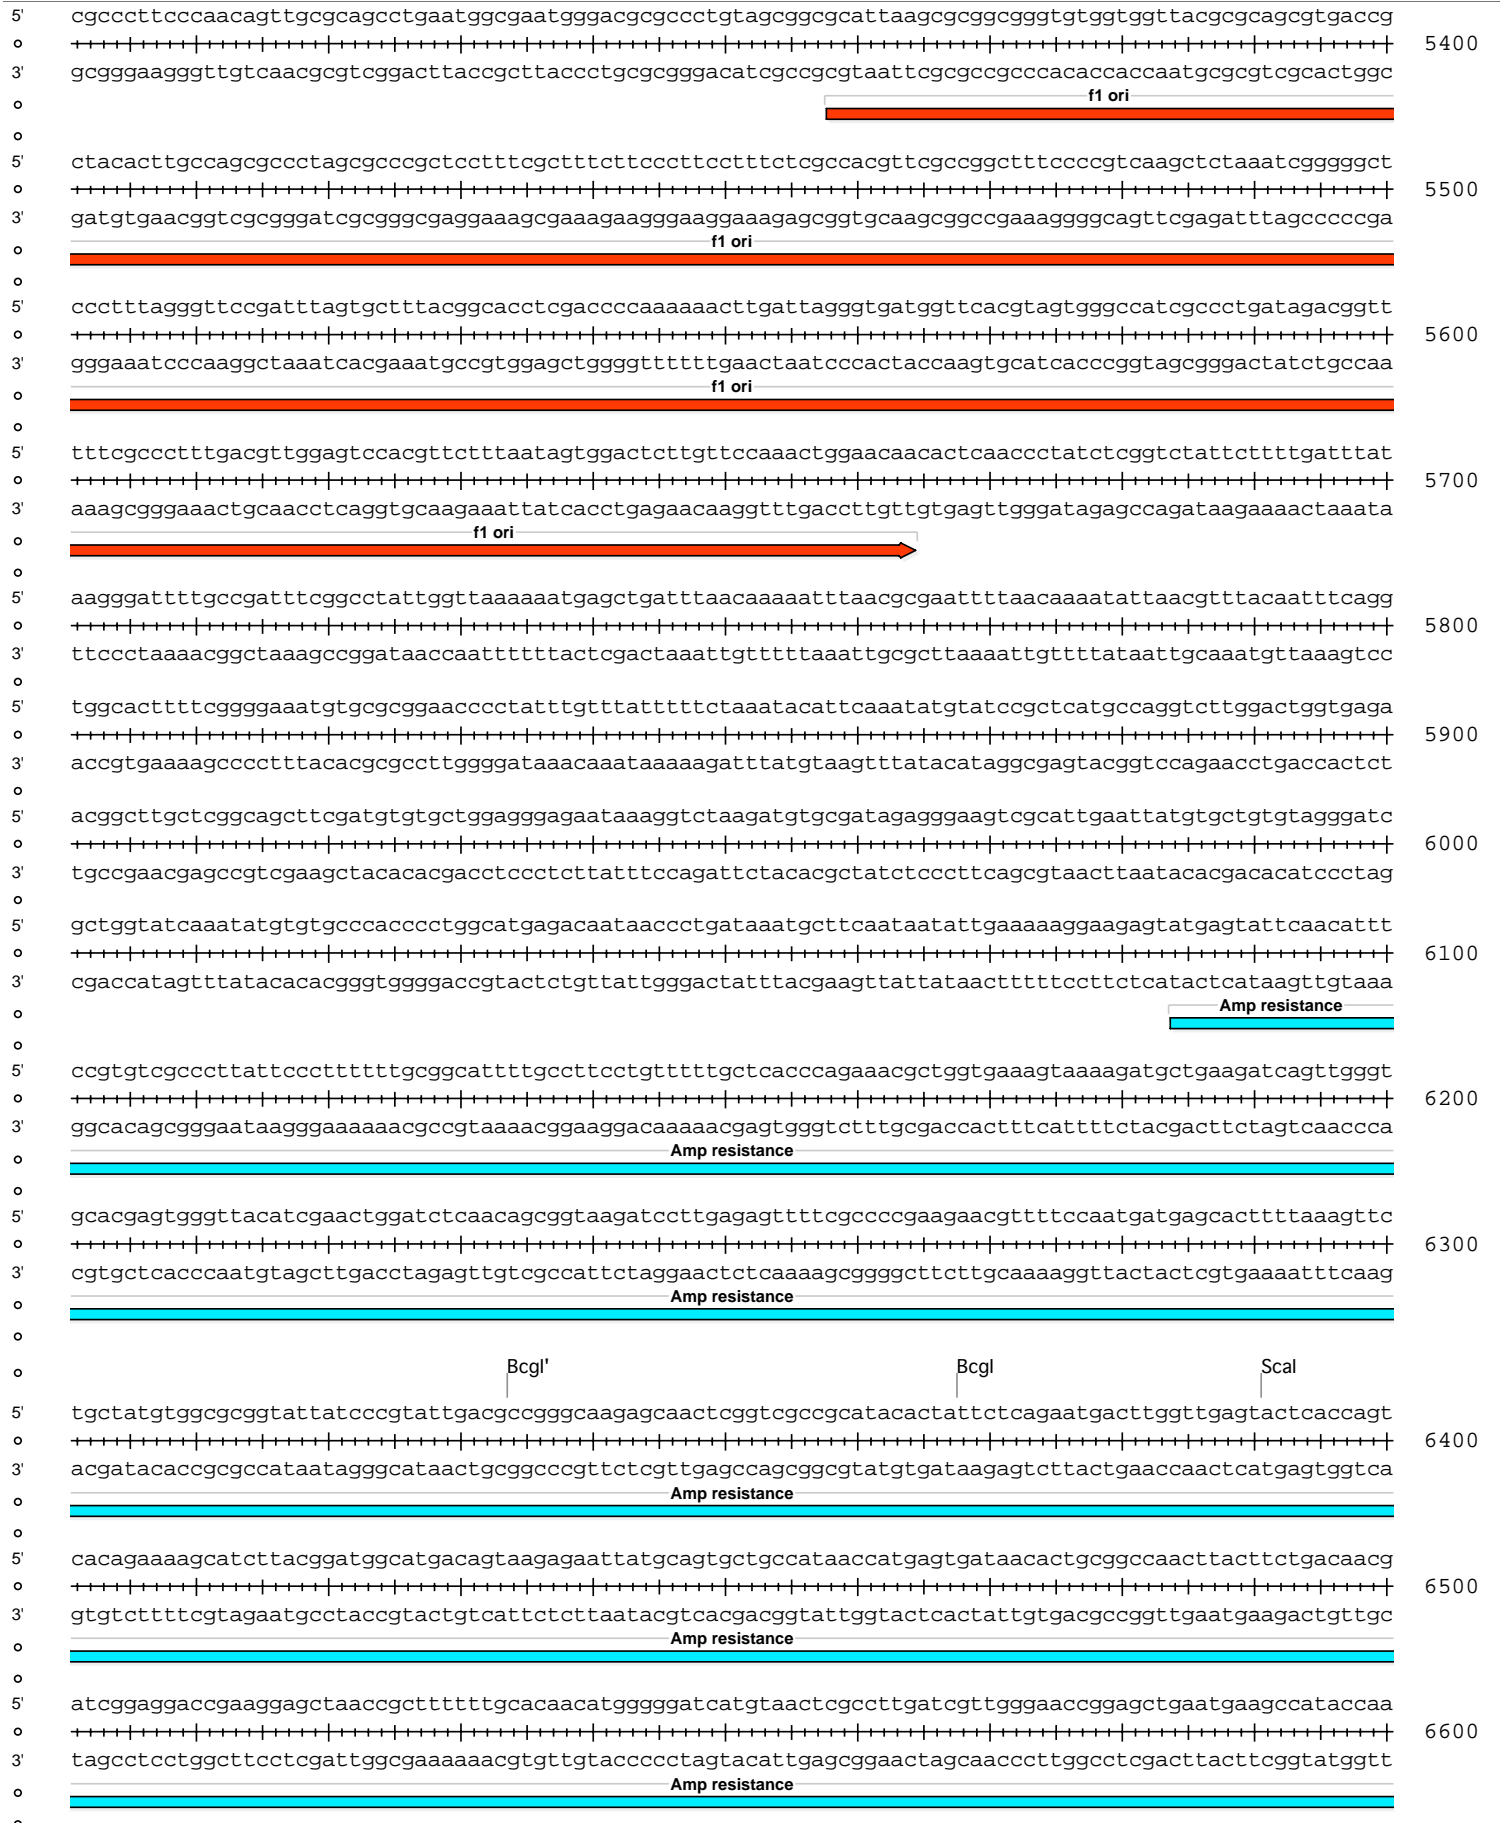 5' cgcccttcccaacagttgcgcagcctgaatggcgaatgggacgcgccctgtagcggcgcattaagcgcggcgggtgtggtggttacgcgcagcgtgaccg
5400
3' gcgggaagggttgtcaacgcgtcggacttaccgcttaccctgcgcgggacatcgccgcgtaattcgcgccgcccacaccaccaatgcgcgtcgcactggc
f1 ori
5' ctacacttgccagcgccctagcgcccgctcctttcgctttcttcccttcctttctcgccacgttcgccggctttccccgtcaagctctaaatcgggggct
5500
3' gatgtgaacggtcgcgggatcgcgggcgaggaaagcgaaagaagggaaggaaagagcggtgcaagcggccgaaaggggcagttcgagatttagcccccga
f1 ori
5' ccctttagggttccgatttagtgctttacggcacctcgaccccaaaaaacttgattagggtgatggttcacgtagtgggccatcgccctgatagacggtt
5600
3' gggaaatcccaaggctaaatcacgaaatgccgtggagctggggttttttgaactaatcccactaccaagtgcatcacccggtagcgggactatctgccaa
f1 ori
5' tttcgccctttgacgttggagtccacgttctttaatagtggactcttgttccaaactggaacaacactcaaccctatctcggtctattcttttgatttat
5700
3' aaagcgggaaactgcaacctcaggtgcaagaaattatcacctgagaacaaggtttgaccttgttgtgagttgggatagagccagataagaaaactaaata
f1 ori
5' aagggattttgccgatttcggcctattggttaaaaaatgagctgatttaacaaaaatttaacgcgaattttaacaaaatattaacgtttacaatttcagg
5800
3' ttccctaaaacggctaaagccggataaccaattttttactcgactaaattgtttttaaattgcgcttaaaattgttttataattgcaaatgttaaagtcc
5' tggcacttttcggggaaatgtgcgcggaacccctatttgtttatttttctaaatacattcaaatatgtatccgctcatgccaggtcttggactggtgaga
5900
3' accgtgaaaagcccctttacacgcgccttggggataaacaaataaaaagatttatgtaagtttatacataggcgagtacggtccagaacctgaccactct
5' acggcttgctcggcagcttcgatgtgtgctggagggagaataaaggtctaagatgtgcgatagagggaagtcgcattgaattatgtgctgtgtagggatc
6000
3' tgccgaacgagccgtcgaagctacacacgacctccctcttatttccagattctacacgctatctcccttcagcgtaacttaatacacgacacatccctag
5' gctggtatcaaatatgtgtgcccacccctggcatgagacaataaccctgataaatgcttcaataatattgaaaaaggaagagtatgagtattcaacattt
6100
3' cgaccatagtttatacacacgggtggggaccgtactctgttattgggactatttacgaagttattataactttttccttctcatactcataagttgtaaa
Amp resistance
5' ccgtgtcgcccttattcccttttttgcggcattttgccttcctgtttttgctcacccagaaacgctggtgaaagtaaaagatgctgaagatcagttgggt
6200
3' ggcacagcgggaataagggaaaaaacgccgtaaaacggaaggacaaaaacgagtgggtctttgcgaccactttcattttctacgacttctagtcaaccca
Amp resistance
5' gcacgagtgggttacatcgaactggatctcaacagcggtaagatccttgagagttttcgccccgaagaacgttttccaatgatgagcacttttaaagttc
6300
3' cgtgctcacccaatgtagcttgacctagagttgtcgccattctaggaactctcaaaagcggggcttcttgcaaaaggttactactcgtgaaaatttcaag
Amp resistance
BcgI' BcgI ScaI
5' tgctatgtggcgcggtattatcccgtattgacgccgggcaagagcaactcggtcgccgcatacactattctcagaatgacttggttgagtactcaccagt
6400
3' acgatacaccgcgccataatagggcataactgcggcccgttctcgttgagccagcggcgtatgtgataagagtcttactgaaccaactcatgagtggtca
Amp resistance
5' cacagaaaagcatcttacggatggcatgacagtaagagaattatgcagtgctgccataaccatgagtgataacactgcggccaacttacttctgacaacg
6500
3' gtgtcttttcgtagaatgcctaccgtactgtcattctcttaatacgtcacgacggtattggtactcactattgtgacgccggttgaatgaagactgttgc
Amp resistance
5' atcggaggaccgaaggagctaaccgcttttttgcacaacatgggggatcatgtaactcgccttgatcgttgggaaccggagctgaatgaagccataccaa
6600
3' tagcctcctggcttcctcgattggcgaaaaaacgtgttgtaccccctagtacattgagcggaactagcaacccttggcctcgacttacttcggtatggtt
Amp resistance